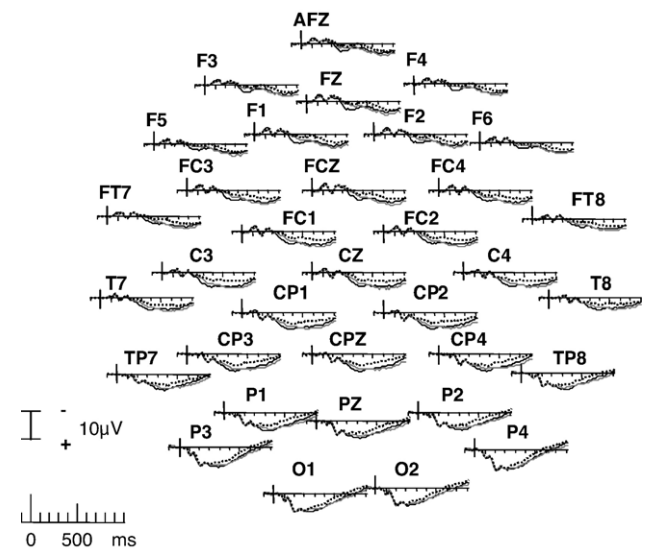 AFZ
F3
FZ
F4
F5
F1
F2
F6
FC3
FCZ
FC4
FT7
FC1
FC2
FT8
C3
CZ
C4
T7
CP1
CP2
T8
TP7
CP3
CPZ
CP4
TP8
P1
PZ
P2
P3
P4
-
10μV
+
O1
O2
0 500 ms